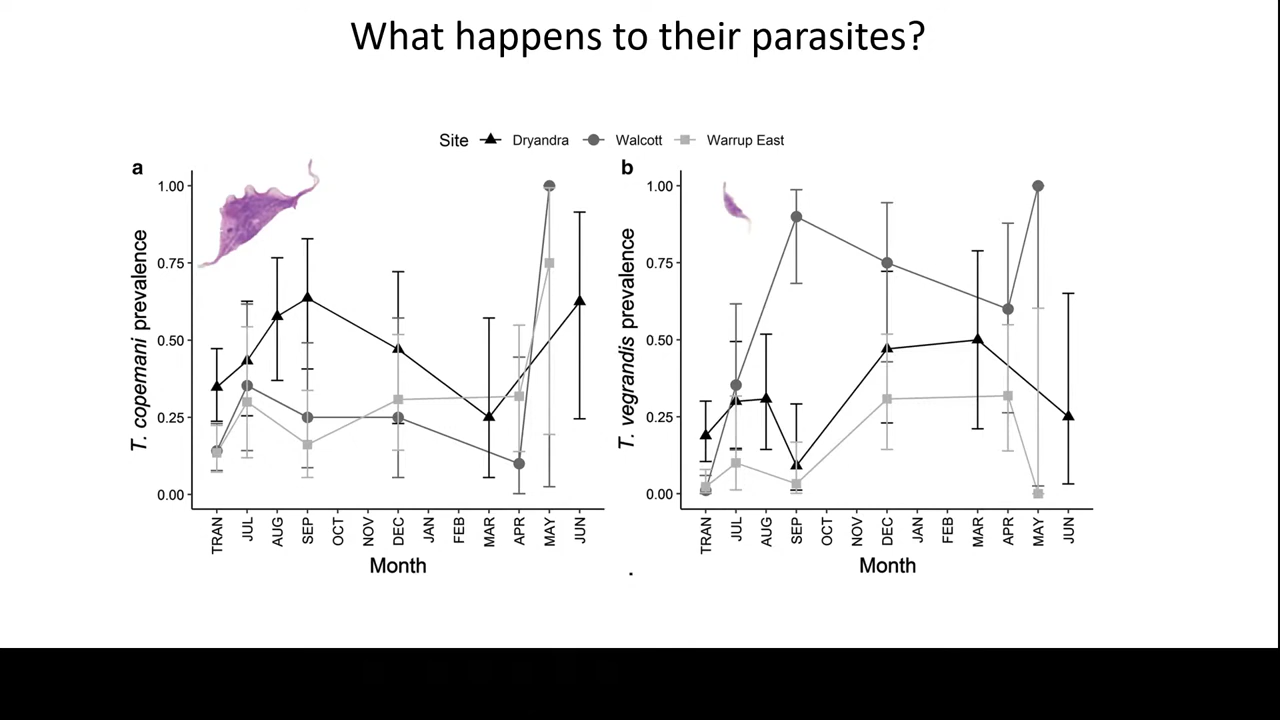 What happens to their parasites?
Site Dryandra Walcott Warrup East
a
T. copemani prevalence
1.00
0.75
0.50
0.25
0.00
TRAN JUL AUG SEP OCT NOV DEC JAN FEB MAR APR MAY JUN
Month
b
T. vegrandis prevalence
1.00
0.75
0.50
0.25
0.00
TRAN JUL AUG SEP OCT NOV DEC JAN FEB MAR APR MAY JUN
Month
.